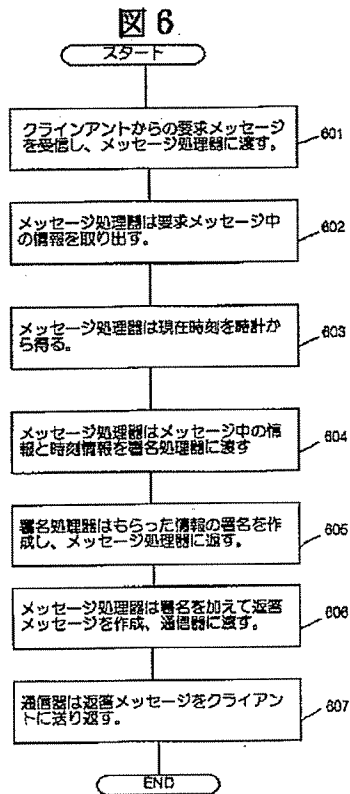 図 6
スタート
クラインアントからの要求メッセージ
を受信し、メッセージ処理器に渡す。
601
メッセージ処理器は要求メッセージ中
の情報を取り出す。
602
メッセージ処理器は現在時刻を時計か
ら得る。
603
メッセージ処理器はメッセージ中の情
報と時刻情報を署名処理器に渡す
604
署名処理器はもらった情報の署名を作
成し、メッセージ処理器に返す。
605
メッセージ処理器は署名を加えて返答
メッセージを作成、通信器に渡す。
606
通信器は返答メッセージをクライアン
トに送り返す。
607
END